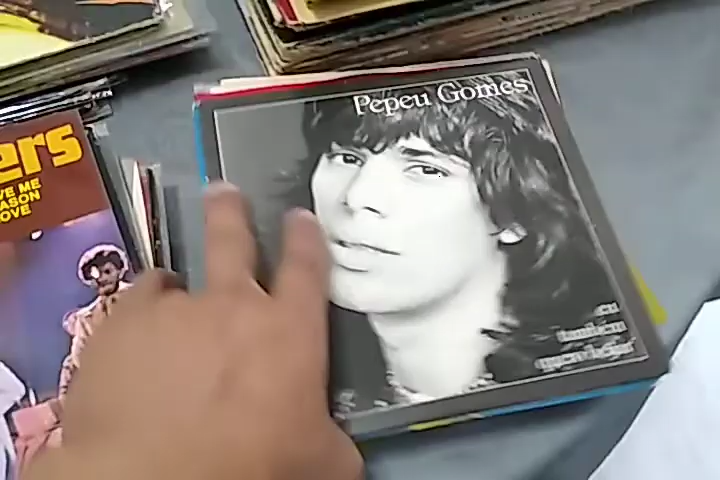 Pepeu Gomes
eu
também
quero beijar
ers
VE ME
ASON
OVE